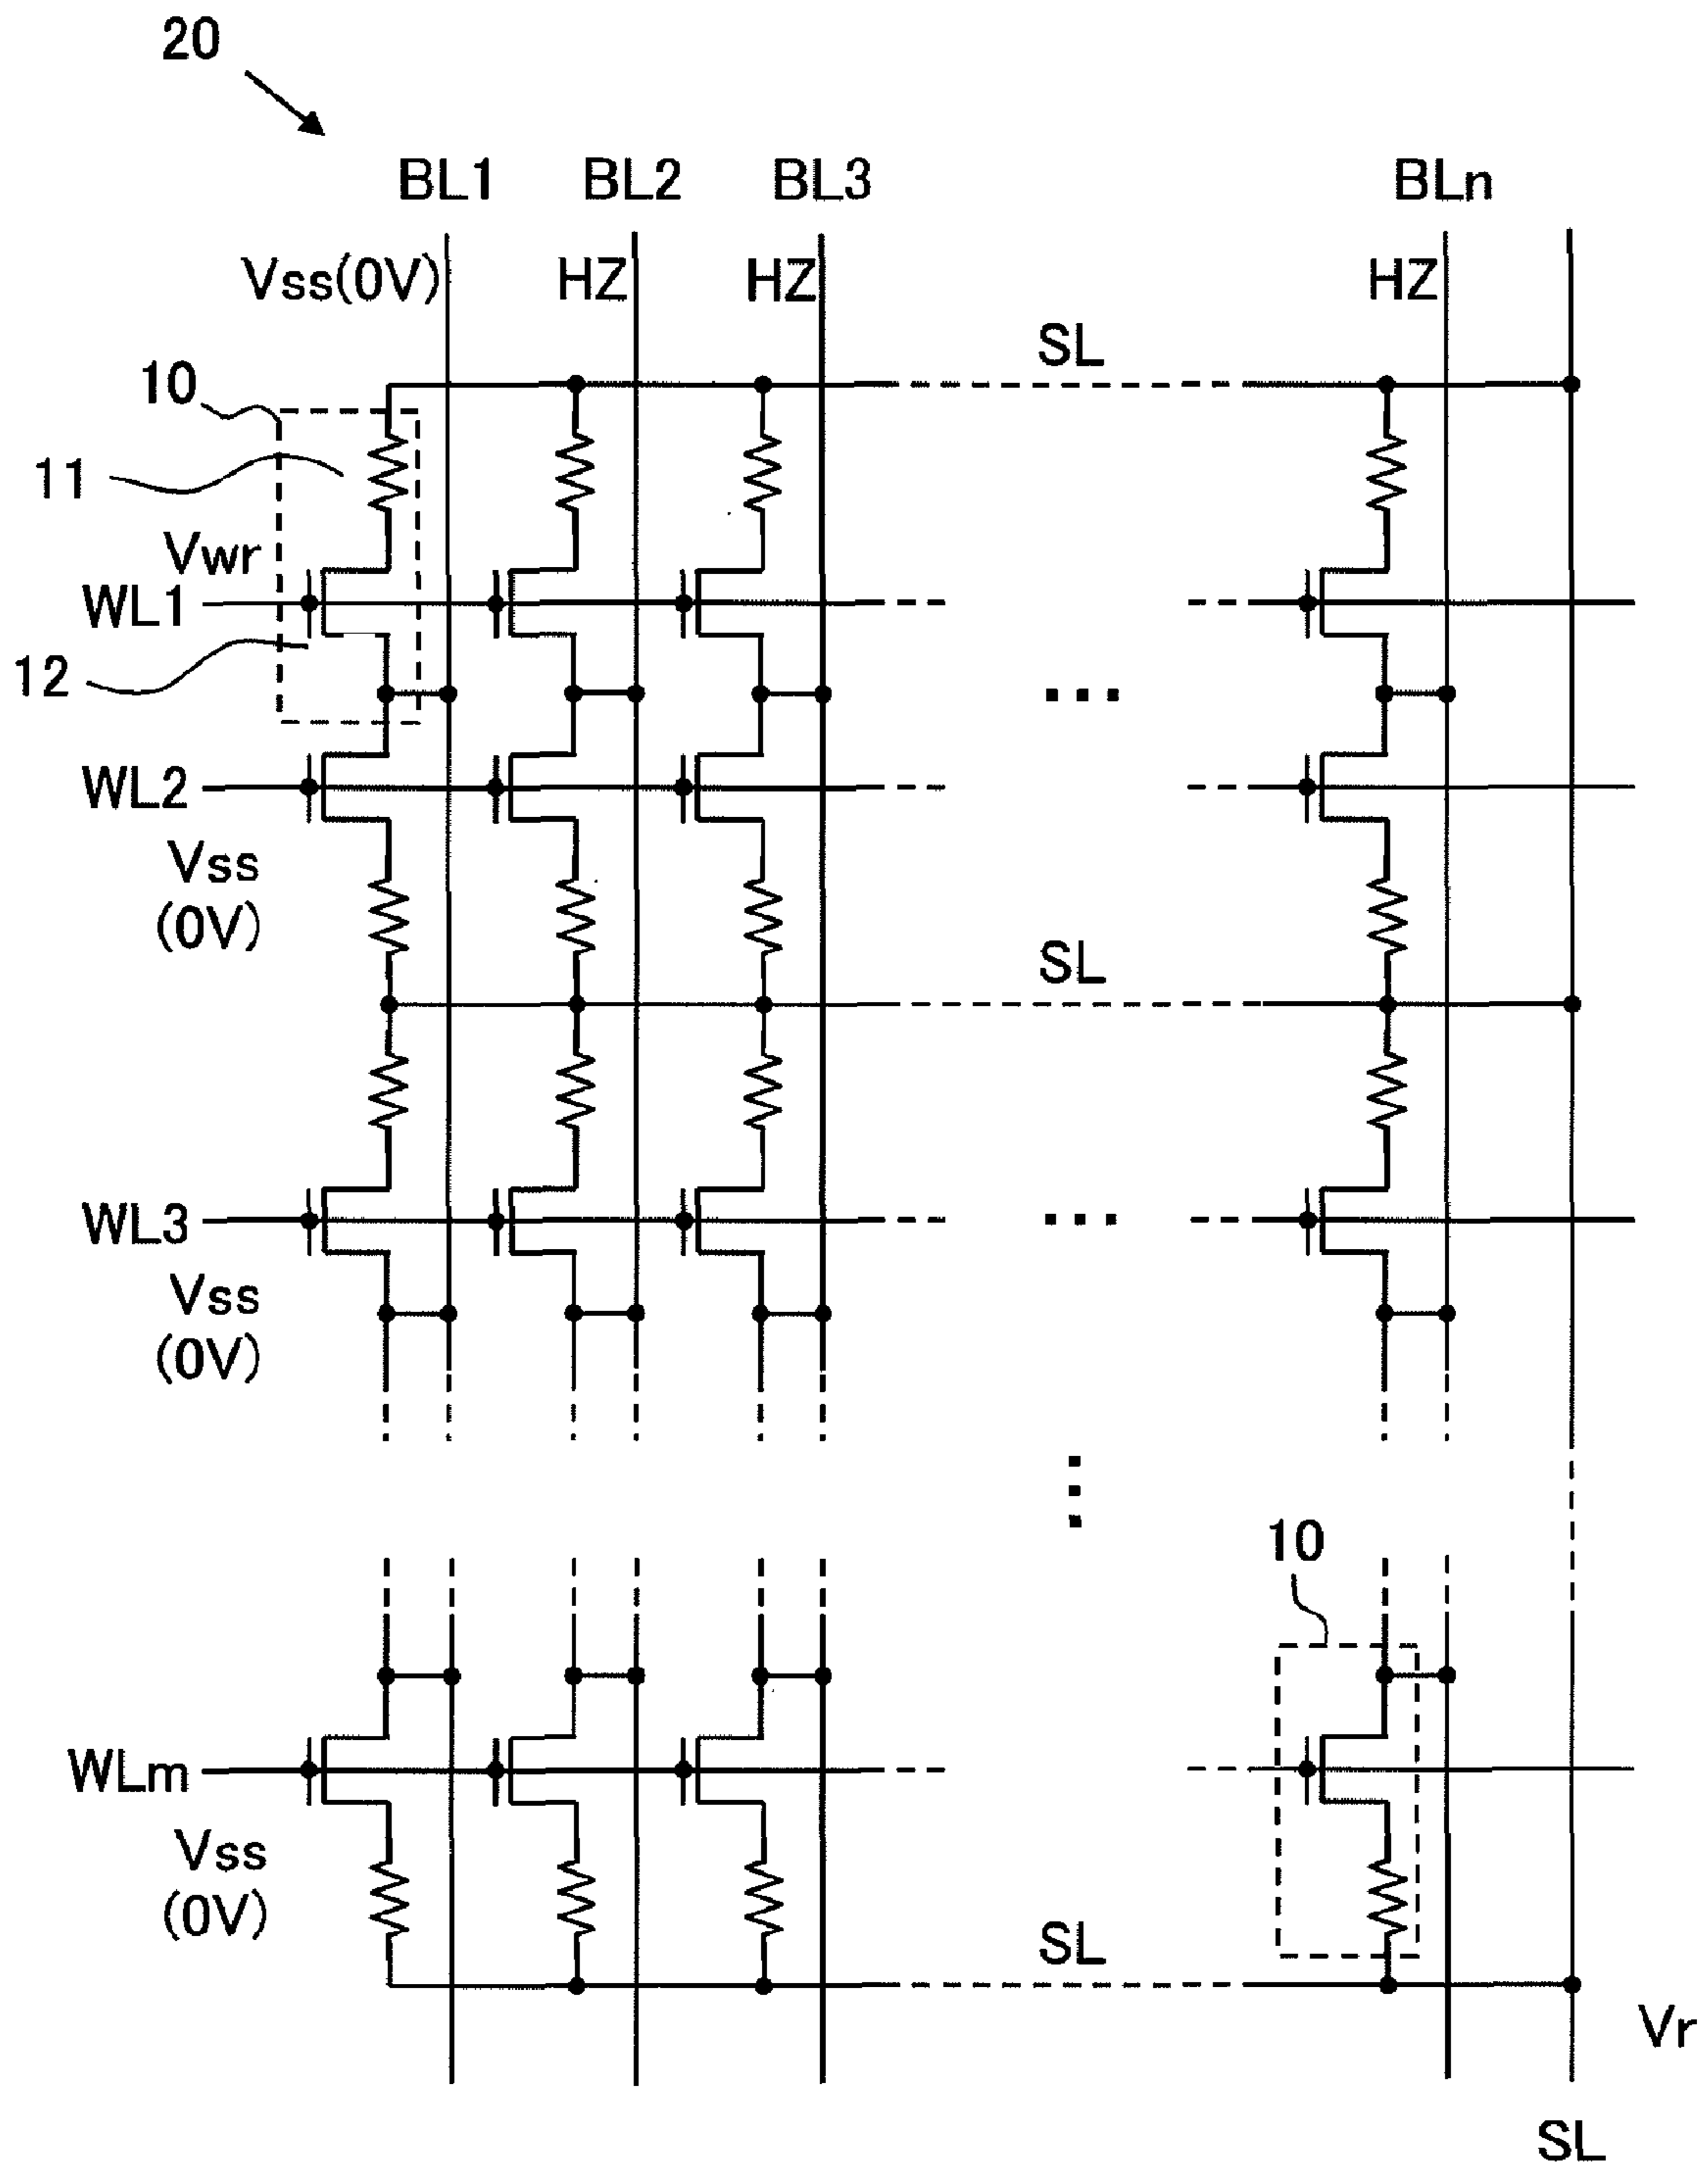 20
BL1 BL2 BL3 BLn
Vss(0V) HZ HZ HZ
SL
10
11
Vwr
WL1
12
WL2
Vss
(0V)
SL
WL3
Vss
(0V)
10
WLm
Vss
(0V)
SL
Vr
SL